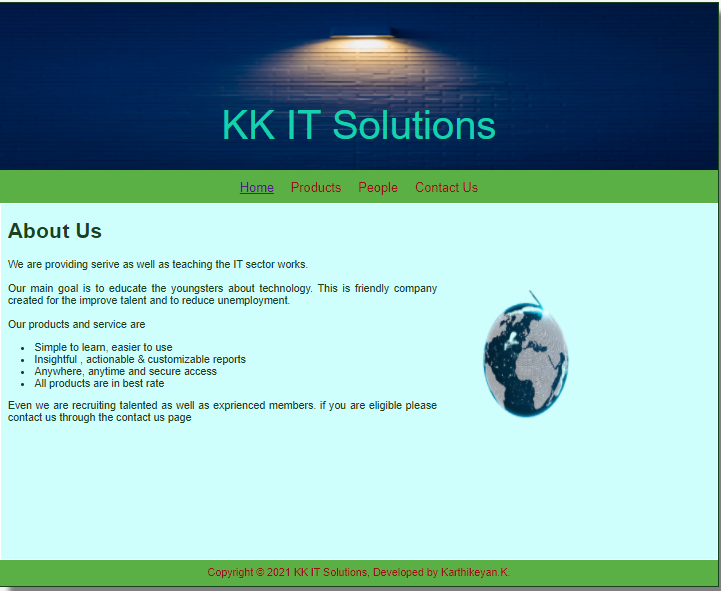 KK IT Solutions
Home Products People Contact Us
About Us
We are providing serive as well as teaching the IT sector works.
Our main goal is to educate the youngsters about technology. This is friendly company
created for the improve talent and to reduce unemployment.
Our products and service are
• Simple to learn, easier to use
• Insightful , actionable & customizable reports
• Anywhere, anytime and secure access
• All products are in best rate
Even we are recruiting talented as well as exprienced members. if you are eligible please
contact us through the contact us page
Copyright © 2021 KK IT Solutions, Developed by Karthikeyan.K.